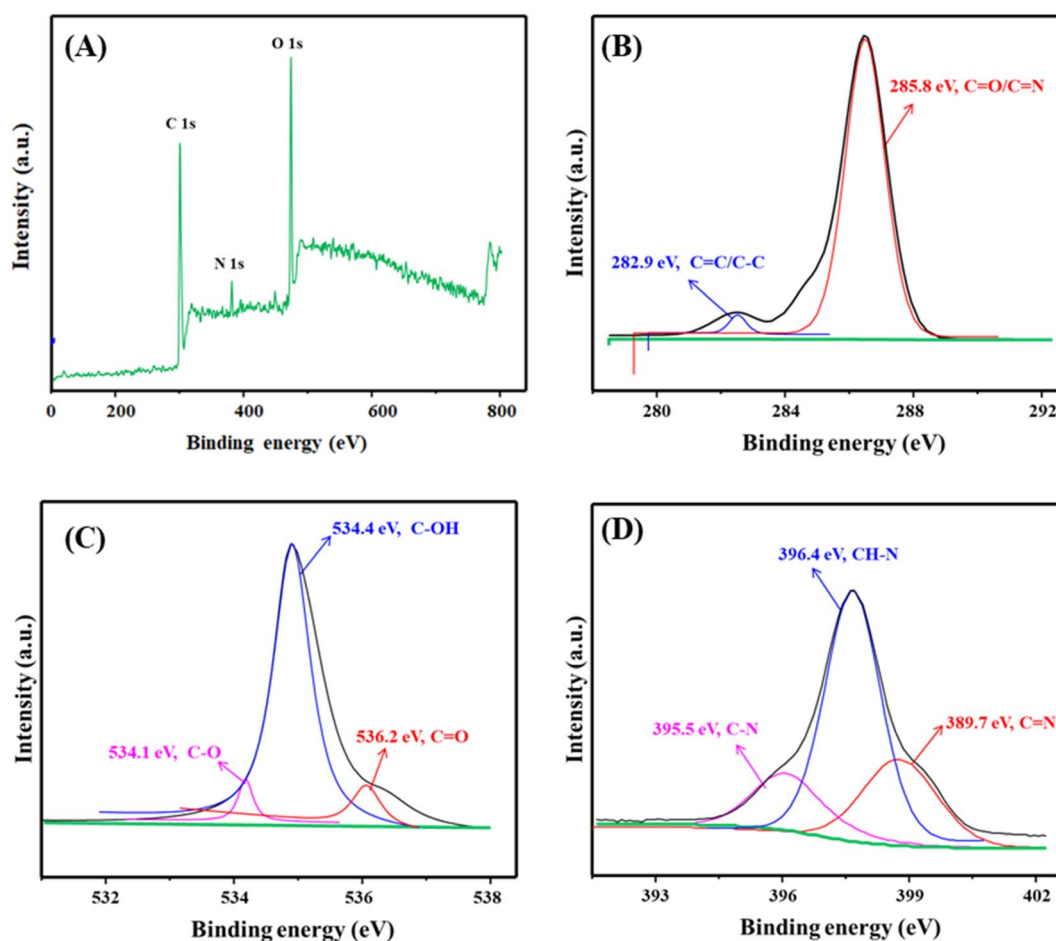 (A)
O 1s
C 1s
N 1s
Intensity (a.u.)
0 200 400 600 800
Binding energy (eV)
(B)
285.8 eV, C=O/C=N
282.9 eV, C=C/C-C
Intensity (a.u.)
280 284 288 292
Binding energy (eV)
(C)
534.4 eV, C-OH
534.1 eV, C-O
536.2 eV, C=O
Intensity (a.u.)
532 534 536 538
Binding energy (eV)
(D)
396.4 eV, CH-N
395.5 eV, C-N
389.7 eV, C=N
Intensity (a.u.)
393 396 399 402
Binding energy (eV)